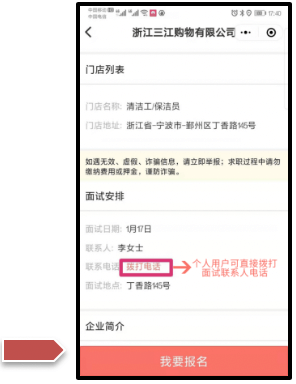 中国移动
中国电信
17:40
浙江三江购物有限公司
门店列表
门店名称: 清洁工/保洁员
门店地址: 浙江省-宁波市-鄞州区丁香路145号
如遇无效、虚假、诈骗信息，请立即举报；求职过程中请勿
缴纳费用或押金，谨防诈骗。
面试安排
面试日期: 1月17日
联系人: 李女士
联系电话: 拨打电话
个人用户可直接拨打
面试联系人电话
面试地点: 丁香路145号
企业简介
我要报名